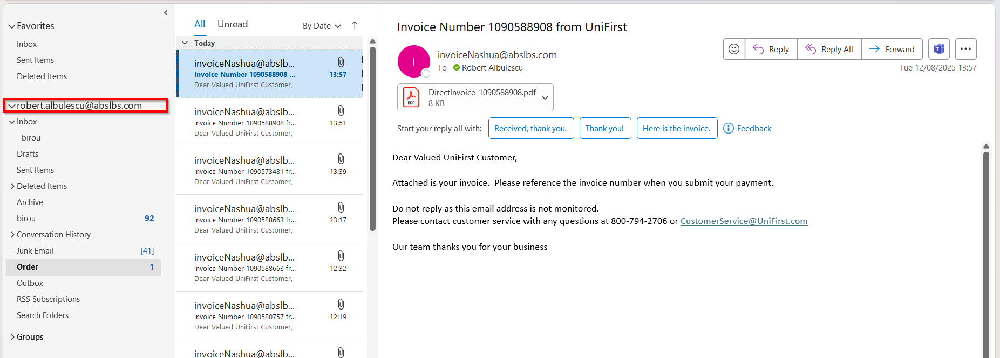 Favorites
Inbox
Sent Items
Deleted Items
robert.albulescu@abslbs.com
Inbox
birou
Drafts
Sent Items
Deleted Items
Archive
birou 92
Conversation History
Junk Email [41]
Order 1
Outbox
RSS Subscriptions
Search Folders
Groups
All Unread By Date
Today
invoiceNashua@abslb...
Invoice Number 1090588908 ... 13:57
Dear Valued UniFirst Customer,
invoiceNashua@abslb...
Invoice Number 1090588908 fr... 13:51
Dear Valued UniFirst Customer,
invoiceNashua@abslb...
Invoice Number 1090573481 fr... 13:39
Dear Valued UniFirst Customer,
invoiceNashua@abslb...
Invoice Number 1090588663 fr... 13:17
Dear Valued UniFirst Customer,
invoiceNashua@abslb...
Invoice Number 1090588663 fr... 12:32
Dear Valued UniFirst Customer,
invoiceNashua@abslb...
Invoice Number 1090580757 fr... 12:19
Dear Valued UniFirst Customer,
invoiceNashua@abslb...
Invoice Number 1090588908 from UniFirst
I
invoiceNashua@abslbs.com
To Robert Albulescu
Reply Reply All Forward
Tue 12/08/2025 13:57
PDF
DirectInvoice_1090588908.pdf
8 KB
Start your reply all with: Received, thank you. Thank you! Here is the invoice. Feedback
Dear Valued UniFirst Customer,
Attached is your invoice.  Please reference the invoice number when you submit your payment.
Do not reply as this email address is not monitored.
Please contact customer service with any questions at 800-794-2706 or CustomerService@UniFirst.com
Our team thanks you for your business